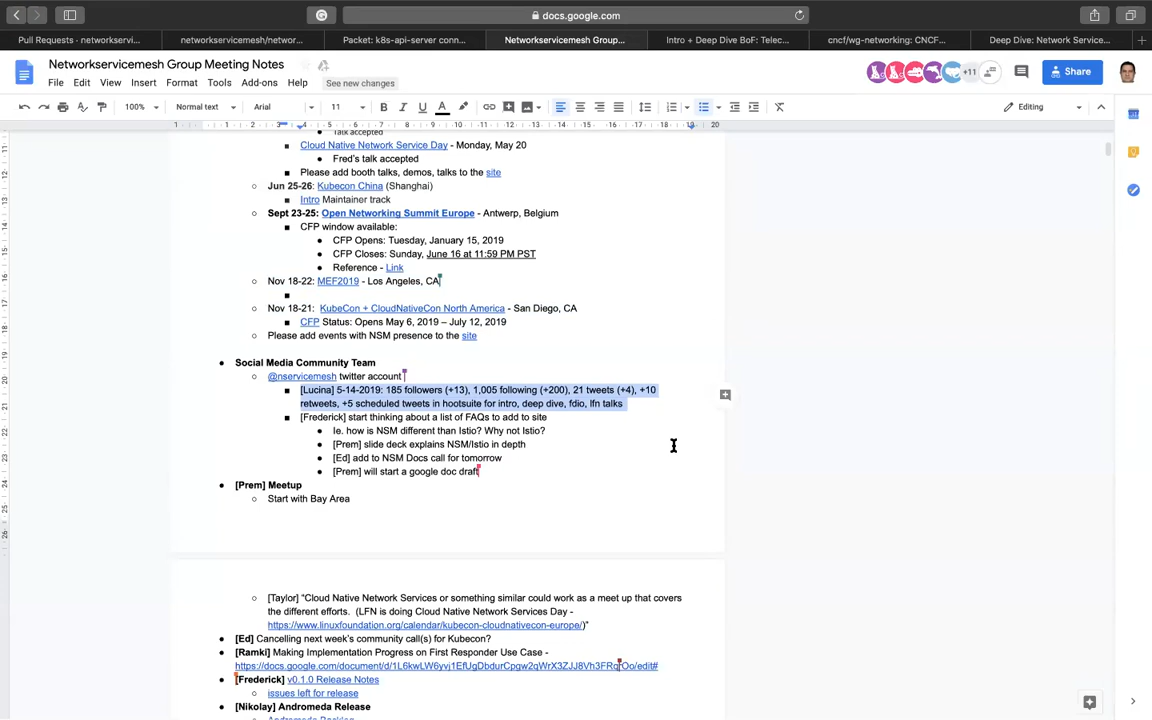 docs.google.com
Pull Requests · networkservi...
networkservicemesh/networ...
Packet: k8s-api-server conn...
Networkservicemesh Group...
Intro + Deep Dive BoF: Telec...
cncf/wg-networking: CNCF...
Deep Dive: Network Service...
Networkservicemesh Group Meeting Notes
File Edit View Insert Format Tools Add-ons Help See new changes
+11
Share
100% Normal text Arial 11 Editing
Talk accepted
Cloud Native Network Service Day - Monday, May 20
Fred's talk accepted
Please add booth talks, demos, talks to the site
Jun 25-26: Kubecon China (Shanghai)
Intro Maintainer track
Sept 23-25: Open Networking Summit Europe - Antwerp, Belgium
CFP window available:
CFP Opens: Tuesday, January 15, 2019
CFP Closes: Sunday, June 16 at 11:59 PM PST
Reference - Link
Nov 18-22: MEF2019 - Los Angeles, CA
Nov 18-21: KubeCon + CloudNativeCon North America - San Diego, CA
CFP Status: Opens May 6, 2019 – July 12, 2019
Please add events with NSM presence to the site
Social Media Community Team
@nservicemesh twitter account
[Lucina] 5-14-2019: 185 followers (+13), 1,005 following (+200), 21 tweets (+4), +10
retweets, +5 scheduled tweets in hootsuite for intro, deep dive, fdio, lfn talks
[Frederick] start thinking about a list of FAQs to add to site
Ie. how is NSM different than Istio? Why not Istio?
[Prem] slide deck explains NSM/Istio in depth
[Ed] add to NSM Docs call for tomorrow
[Prem] will start a google doc draft
[Prem] Meetup
Start with Bay Area
[Taylor] "Cloud Native Network Services or something similar could work as a meet up that covers
the different efforts. (LFN is doing Cloud Native Network Services Day -
https://www.linuxfoundation.org/calendar/kubecon-cloudnativecon-europe/)"
[Ed] Cancelling next week's community call(s) for Kubecon?
[Ramki] Making Implementation Progress on First Responder Use Case -
[Frederick] v0.1.0 Release Notes
issues left for release
[Nikolay] Andromeda Release